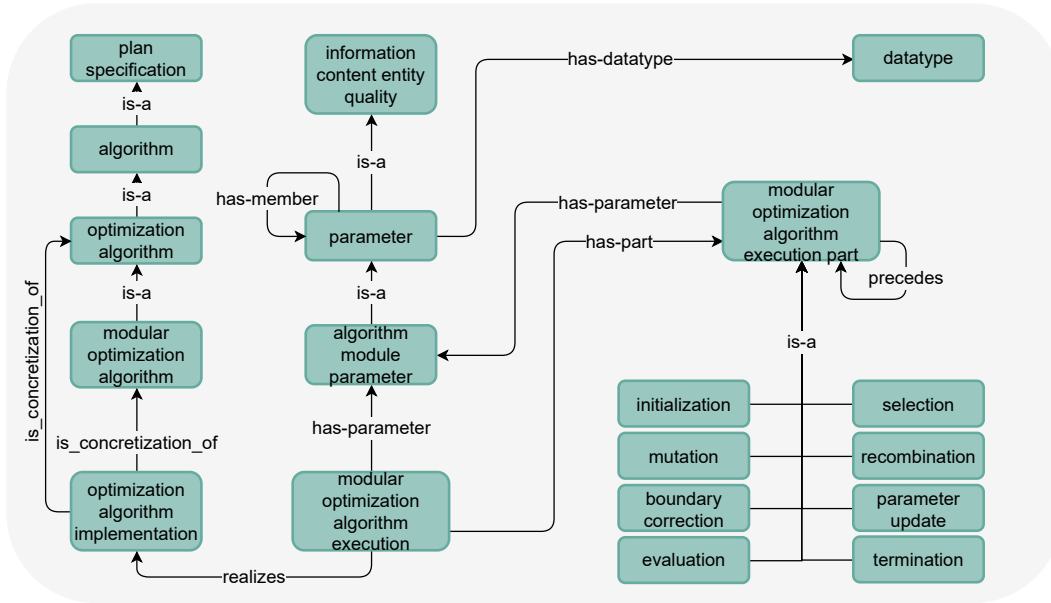 plan
specification
is-a
algorithm
is-a
optimization
algorithm
is-a
modular
optimization
algorithm
is_concretization_of
is_concretization_of
optimization
algorithm
implementation
realizes
information
content entity
quality
is-a
has-member
parameter
is-a
algorithm
module
parameter
has-parameter
modular
optimization
algorithm
execution
has-datatype
datatype
has-parameter
has-part
modular
optimization
algorithm
execution part
precedes
is-a
initialization
selection
mutation
recombination
boundary
correction
parameter
update
evaluation
termination